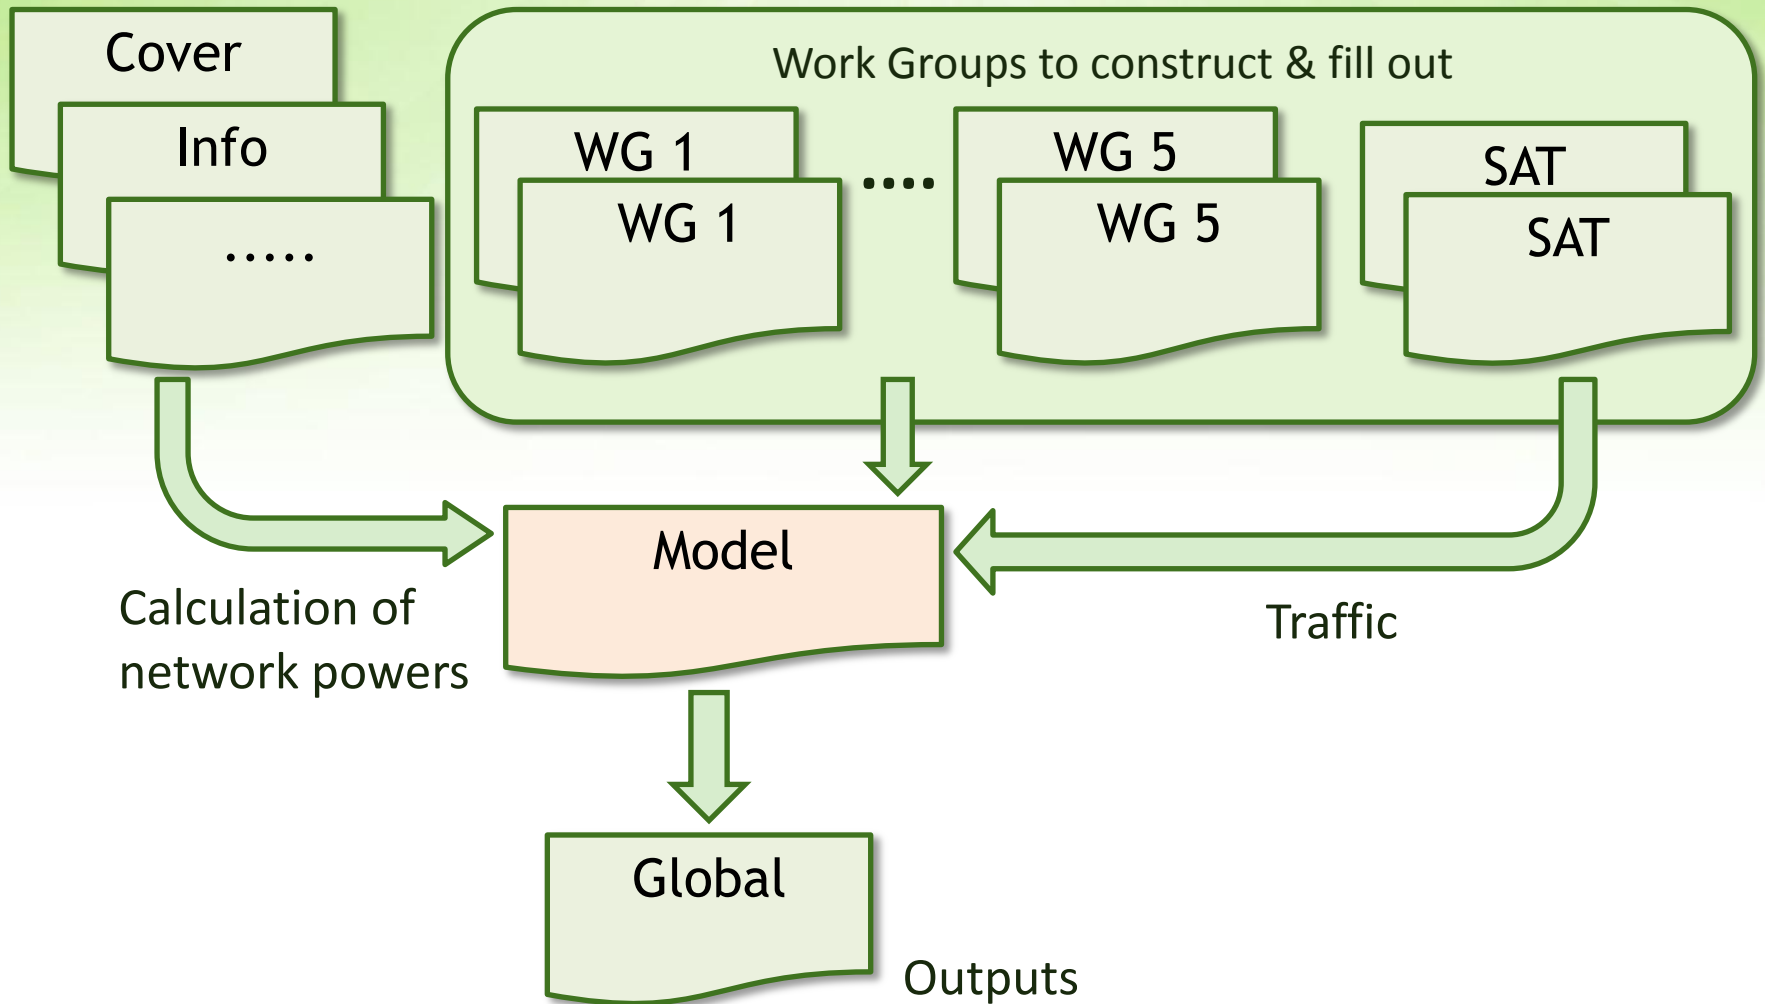 Cover
Info
.....
Work Groups to construct & fill out
WG 1
WG 1
....
WG 5
WG 5
SAT
SAT
Model
Calculation of
network powers
Traffic
Global
Outputs